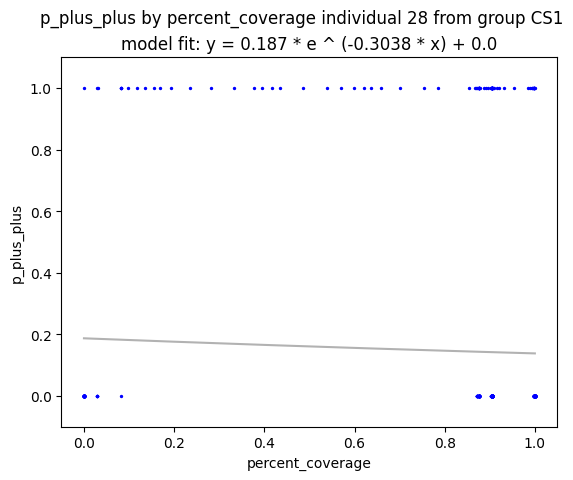 p_plus_plus by percent_coverage individual 28 from group CS1
model fit: y = 0.187 * e ^ (-0.3038 * x) + 0.0
1.0
0.8
0.6
0.4
0.2
0.0
p_plus_plus
0.0 0.2 0.4 0.6 0.8 1.0
percent_coverage